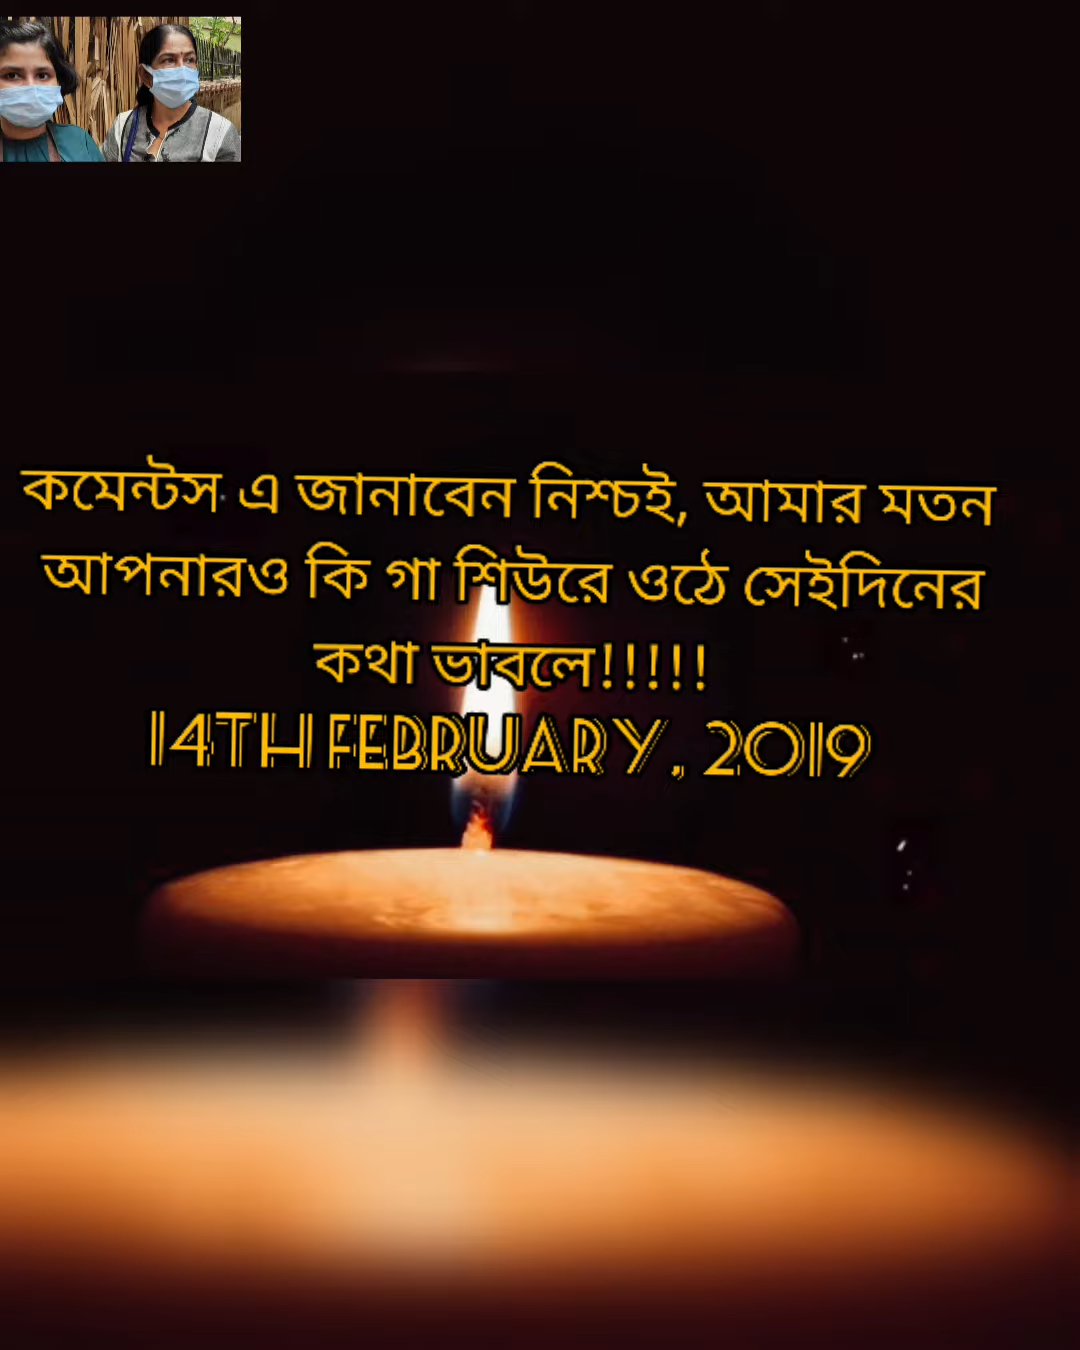 কমেন্টস এ জানাবেন নিশ্চই, আমার মতন
আপনারও কি গা শিউরে ওঠে সেইদিনের
কথা ভাবলে!!!!!
14TH FEBRUARY, 2019